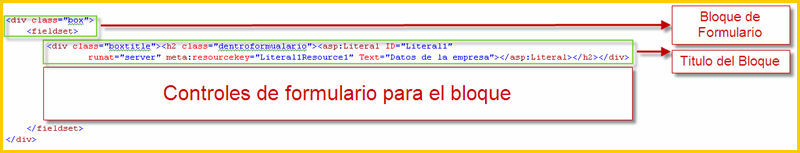 <div class="box">
<fieldset>
<div class="boxtitle"><h2 class="dentroformualario"><asp:Literal ID="Literal1"
runat="server" meta:resourcekey="Literal1Resource1" Text="Datos de la empresa"></asp:Literal></h2></div>
Controles de formulario para el bloque
</fieldset>
</div>
Bloque de
Formulario
Titulo del Bloque